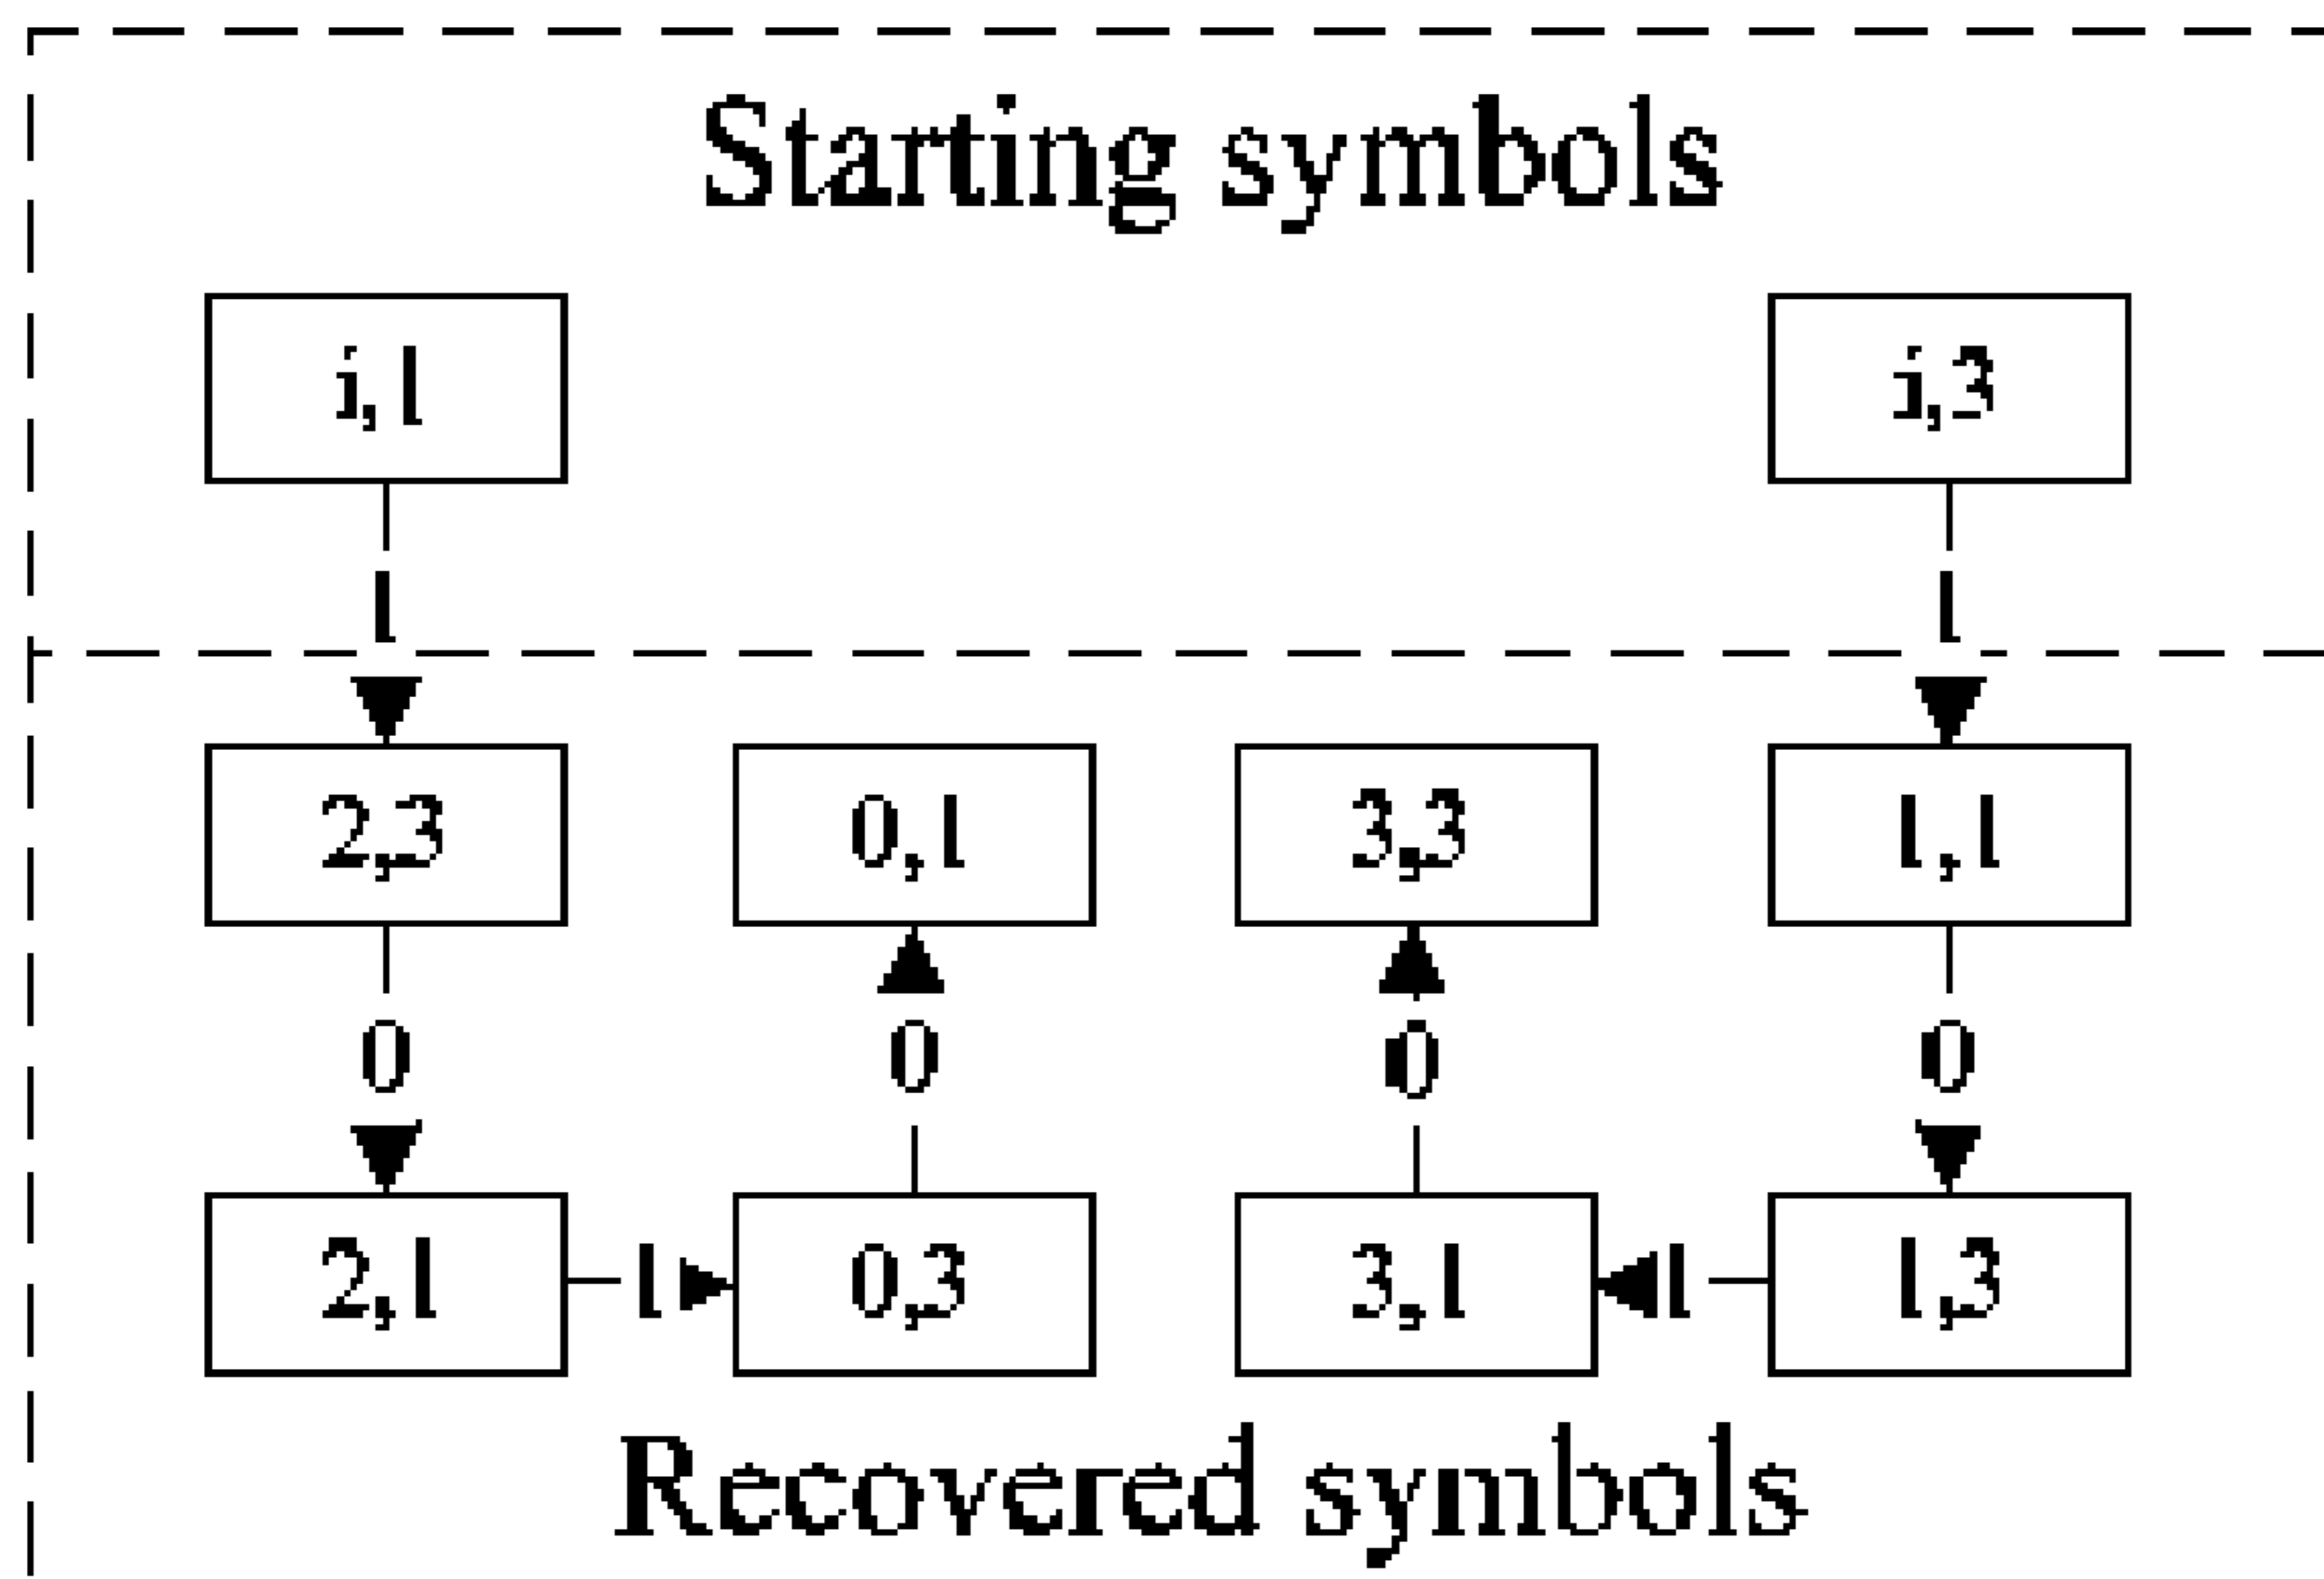 Starting symbols
i,1 i,3
1 1
2,3 0,1 3,3 1,1
0 0 0 0
2,1 1 0,3 3,1 1 1,3
Recovered symbols